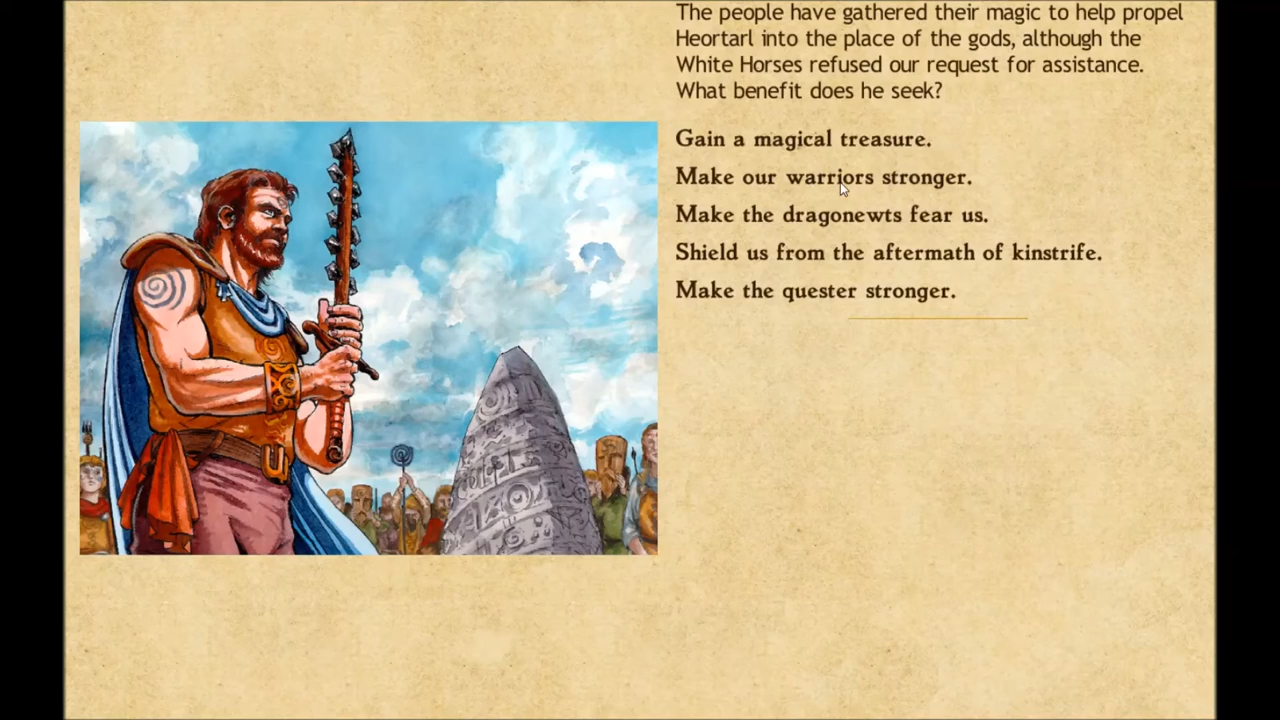 The people have gathered their magic to help propel
Heortarl into the place of the gods, although the
White Horses refused our request for assistance.
What benefit does he seek?
Gain a magical treasure.
Make our warriors stronger.
Make the dragonewts fear us.
Shield us from the aftermath of kinstrife.
Make the quester stronger.